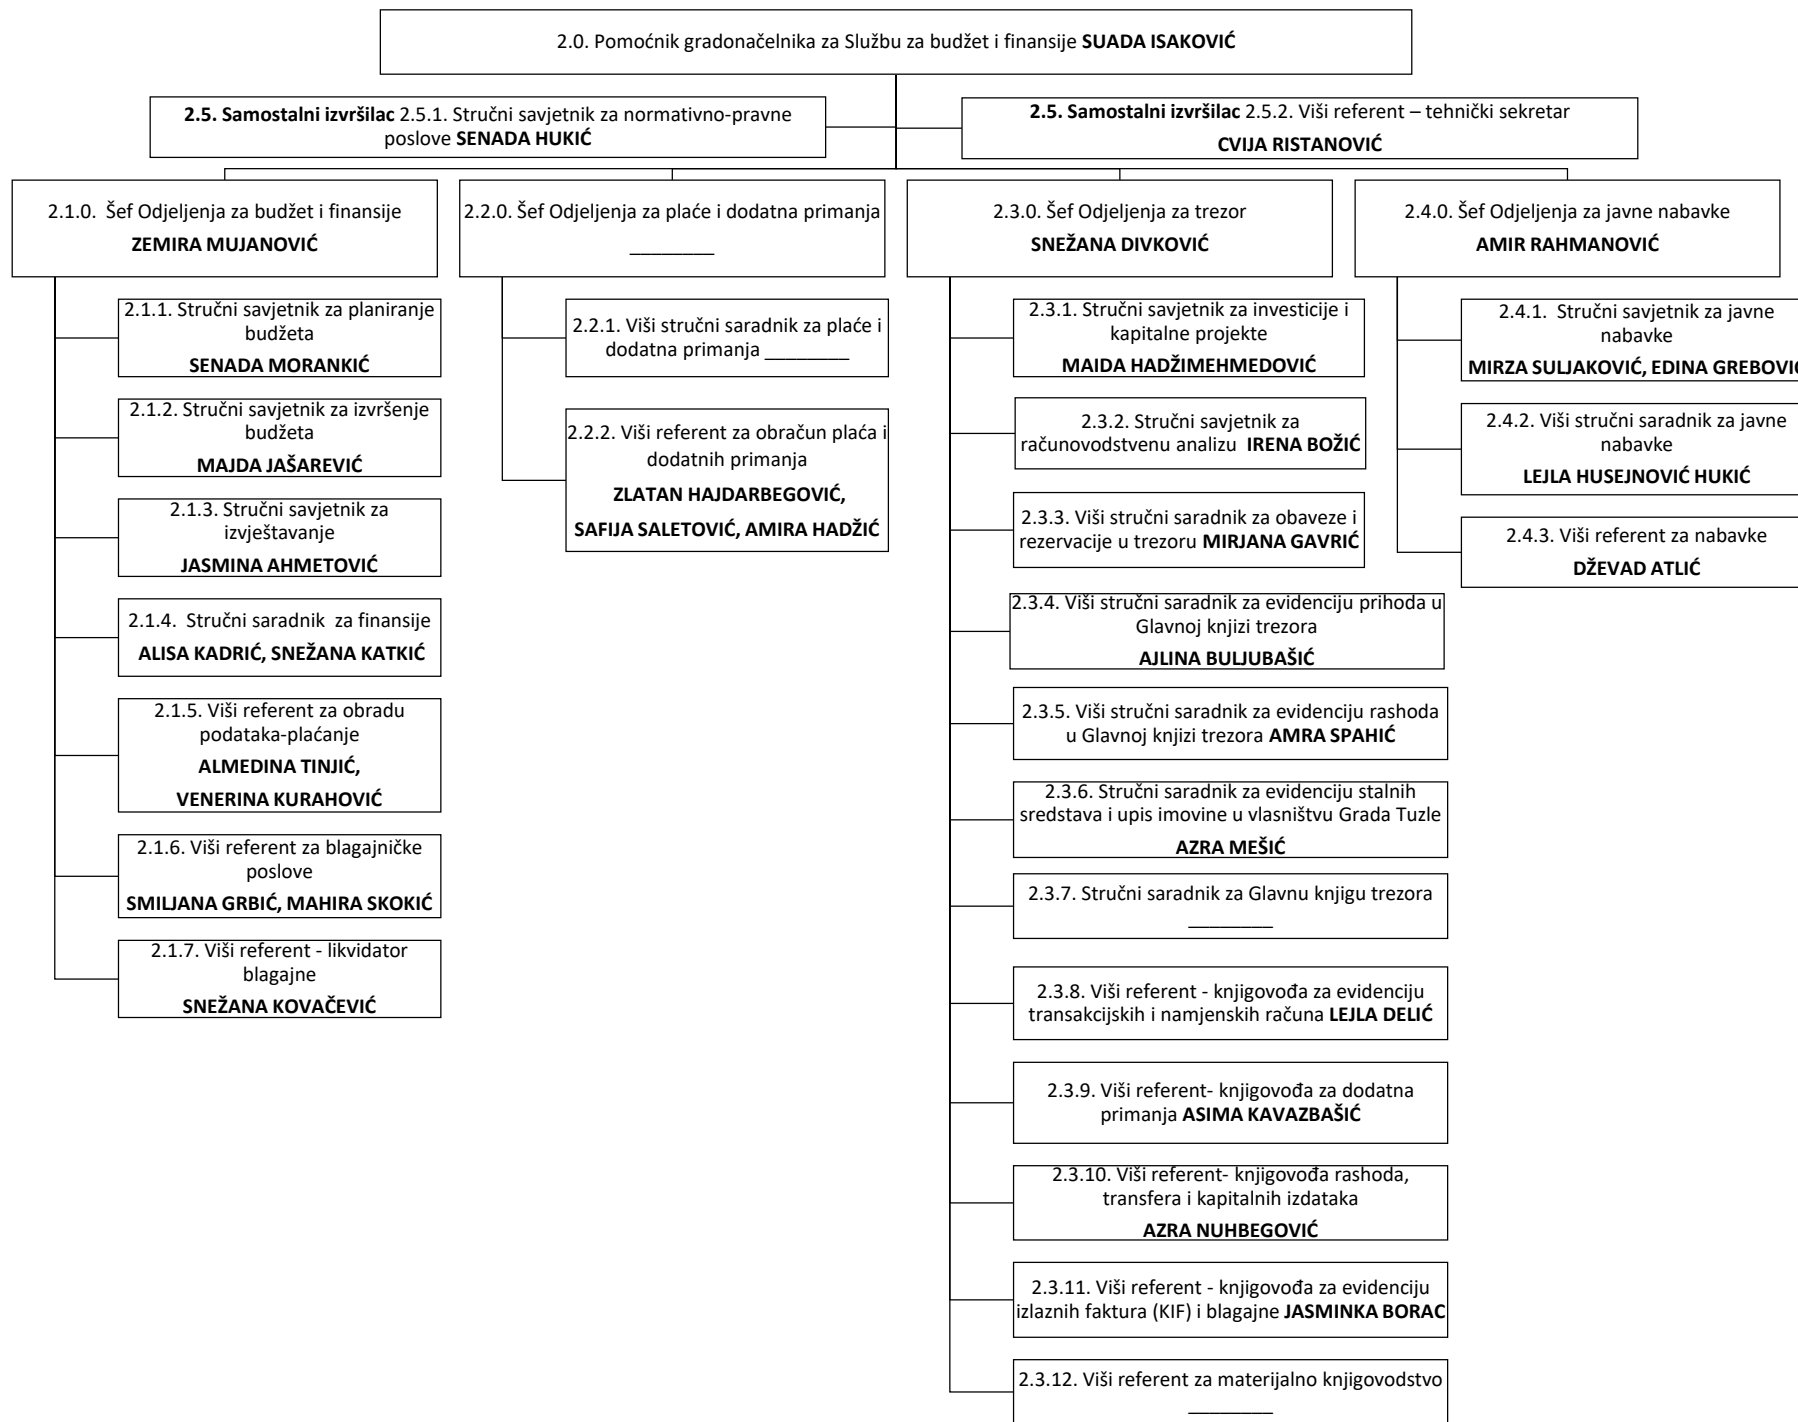 2.0. Pomoćnik gradonačelnika za Službu za budžet i finansije SUADA ISAKOVIĆ
2.5. Samostalni izvršilac 2.5.1. Stručni savjetnik za normativno-pravne
poslove SENADA HUKIĆ
2.5. Samostalni izvršilac 2.5.2. Viši referent – tehnički sekretar
CVIJA RISTANOVIĆ
2.1.0. Šef Odjeljenja za budžet i finansije
ZEMIRA MUJANOVIĆ
2.1.1. Stručni savjetnik za planiranje
budžeta
SENADA MORANKIĆ
2.1.2. Stručni savjetnik za izvršenje
budžeta
MAJDA JAŠAREVIĆ
2.1.3. Stručni savjetnik za
izvještavanje
JASMINA AHMETOVIĆ
2.1.4. Stručni saradnik za finansije
ALISA KADRIĆ, SNEŽANA KATKIĆ
2.1.5. Viši referent za obradu
podataka-plaćanje
ALMEDINA TINJIĆ,
VENERINA KURAHOVIĆ
2.1.6. Viši referent za blagajničke
poslove
SMILJANA GRBIĆ, MAHIRA SKOKIĆ
2.1.7. Viši referent - likvidator
blagajne
SNEŽANA KOVAČEVIĆ
2.2.0. Šef Odjeljenja za plaće i dodatna primanja
________
2.2.1. Viši stručni saradnik za plaće i
dodatna primanja ________
2.2.2. Viši referent za obračun plaća i
dodatnih primanja
ZLATAN HAJDARBEGOVIĆ,
SAFIJA SALETOVIĆ, AMIRA HADŽIĆ
2.3.0. Šef Odjeljenja za trezor
SNEŽANA DIVKOVIĆ
2.3.1. Stručni savjetnik za investicije i
kapitalne projekte
MAIDA HADŽIMEHMEDOVIĆ
2.3.2. Stručni savjetnik za
računovodstvenu analizu IRENA BOŽIĆ
2.3.3. Viši stručni saradnik za obaveze i
rezervacije u trezoru MIRJANA GAVRIĆ
2.3.4. Viši stručni saradnik za evidenciju prihoda u
Glavnoj knjizi trezora
AJLINA BULJUBAŠIĆ
2.3.5. Viši stručni saradnik za evidenciju rashoda
u Glavnoj knjizi trezora AMRA SPAHIĆ
2.3.6. Stručni saradnik za evidenciju stalnih
sredstava i upis imovine u vlasništvu Grada Tuzle
AZRA MEŠIĆ
2.3.7. Stručni saradnik za Glavnu knjigu trezora
________
2.3.8. Viši referent - knjigovođa za evidenciju
transakcijskih i namjenskih računa LEJLA DELIĆ
2.3.9. Viši referent- knjigovođa za dodatna
primanja ASIMA KAVAZBAŠIĆ
2.3.10. Viši referent- knjigovođa rashoda,
transfera i kapitalnih izdataka
AZRA NUHBEGOVIĆ
2.3.11. Viši referent - knjigovođa za evidenciju
izlaznih faktura (KIF) i blagajne JASMINKA BORAC
2.3.12. Viši referent za materijalno knjigovodstvo
________
2.4.0. Šef Odjeljenja za javne nabavke
AMIR RAHMANOVIĆ
2.4.1. Stručni savjetnik za javne
nabavke
MIRZA SULJAKOVIĆ, EDINA GREBOVIĆ
2.4.2. Viši stručni saradnik za javne
nabavke
LEJLA HUSEJNOVIĆ HUKIĆ
2.4.3. Viši referent za nabavke
DŽEVAD ATLIĆ